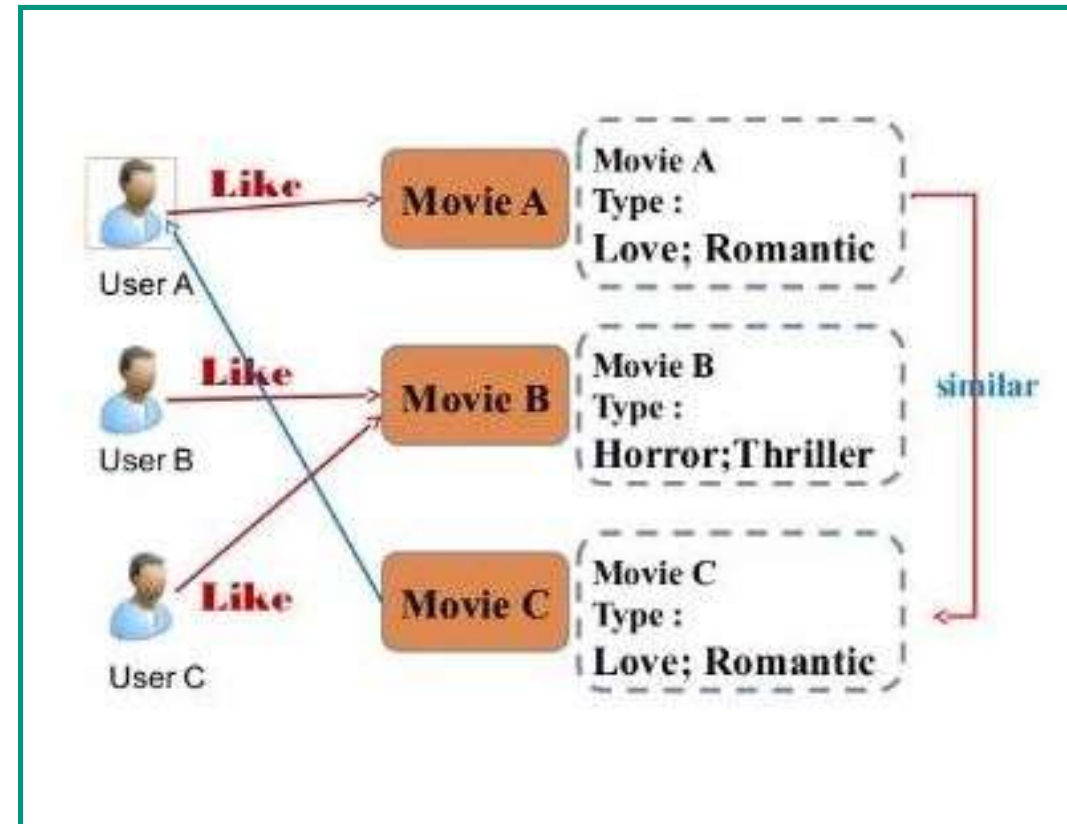 Like
User A
Movie A
Movie A
Type :
Love; Romantic
Like
User B
Movie B
Movie B
Type :
Horror;Thriller
similar
Like
User C
Movie C
Movie C
Type :
Love; Romantic